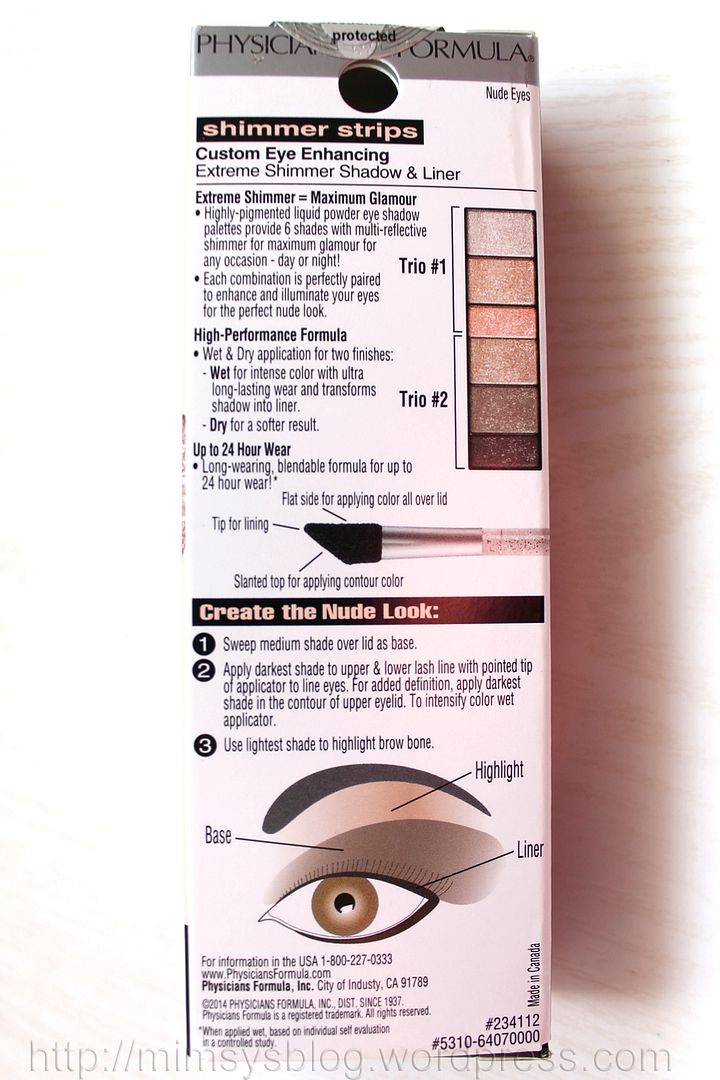 protected
PHYSICIA ORMULA®
Nude Eyes
shimmer strips
Custom Eye Enhancing
Extreme Shimmer Shadow & Liner
Extreme Shimmer = Maximum Glamour
• Highly-pigmented liquid powder eye shadow
palettes provide 6 shades with multi-reflective
shimmer for maximum glamour for
any occasion - day or night!
• Each combination is perfectly paired
to enhance and illuminate your eyes
for the perfect nude look.
Trio #1
High-Performance Formula
• Wet & Dry application for two finishes:
- Wet for intense color with ultra
long-lasting wear and transforms
shadow into liner.
- Dry for a softer result.
Trio #2
Up to 24 Hour Wear
• Long-wearing, blendable formula for up to
24 hour wear!*
Flat side for applying color all over lid
Tip for lining
Slanted top for applying contour color
Create the Nude Look:
1 Sweep medium shade over lid as base.
2 Apply darkest shade to upper & lower lash line with pointed tip
of applicator to line eyes. For added definition, apply darkest
shade in the contour of upper eyelid. To intensify color wet
applicator.
3 Use lightest shade to highlight brow bone.
Highlight
Base
Liner
For information in the USA 1-800-227-0333
www.PhysiciansFormula.com
Physicians Formula, Inc. City of Industy, CA 91789
©2014 PHYSICIANS FORMULA, INC., DIST. SINCE 1937.
Physicians Formula is a registered trademark. All rights reserved.
*When applied wet, based on individual self evaluation
in a controlled study.
Made in Canada
#234112
#5310-64070000
http://mimsysblog.wordpress.com